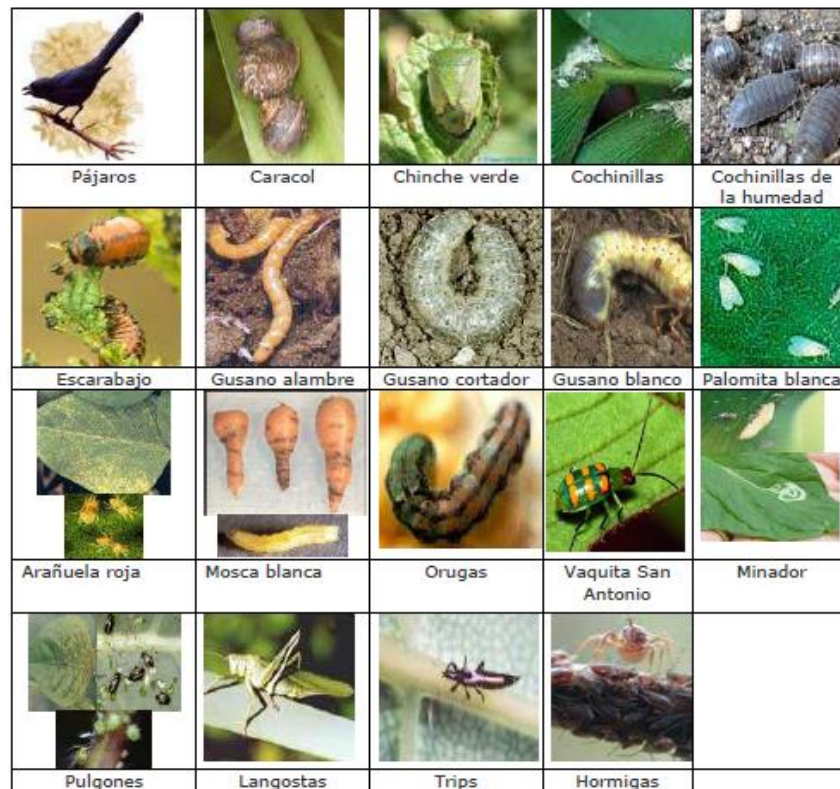 Pájaros
Caracol
Chinche verde
Cochinillas
Cochinillas de
la humedad
Escarabajo
Gusano alambre
Gusano cortador
Gusano blanco
Palomita blanca
Arañuela roja
Mosca blanca
Orugas
Vaquita San
Antonio
Minador
Pulgones
Langostas
Trips
Hormigas